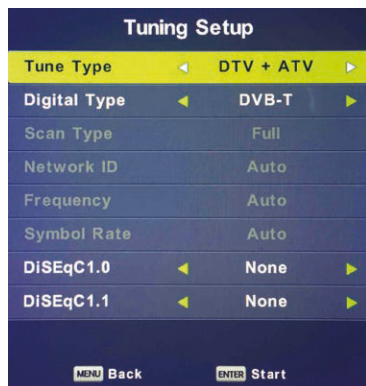 Tuning Setup
Tune Type DTV + ATV
Digital Type DVB-T
Scan Type Full
Network ID Auto
Frequency Auto
Symbol Rate Auto
DiSEqC1.0 None
DiSEqC1.1 None
MENU Back ENTER Start